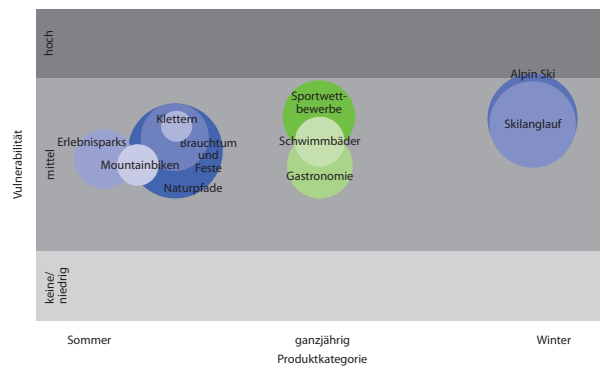 Vulnerabilität
hoch
mittel
keine/
niedrig
Alpin Ski
Skilanglauf
Sportwett-
bewerbe
Schwimmbäder
Gastronomie
Klettern
Erlebnisparks
Brauchtum
und
Feste
Mountainbiken
Naturpfade
Sommer
ganzjährig
Winter
Produktkategorie